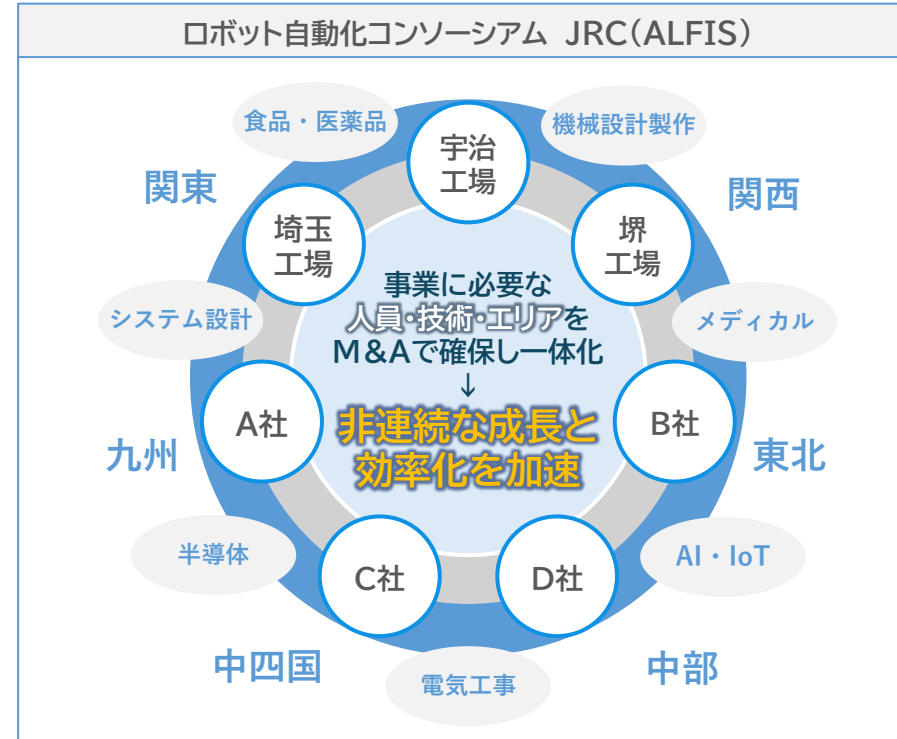 ロボット自動化コンソーシアム JRC(ALFIS)
食品・医薬品
機械設計製作
宇治
工場
関東
関西
埼玉
工場
堺
工場
事業に必要な
人員・技術・エリアを
M&Aで確保し一体化
↓
非連続な成長と
効率化を加速
システム設計
メディカル
A社
B社
九州
東北
半導体
AI・IoT
C社
D社
中四国
中部
電気工事